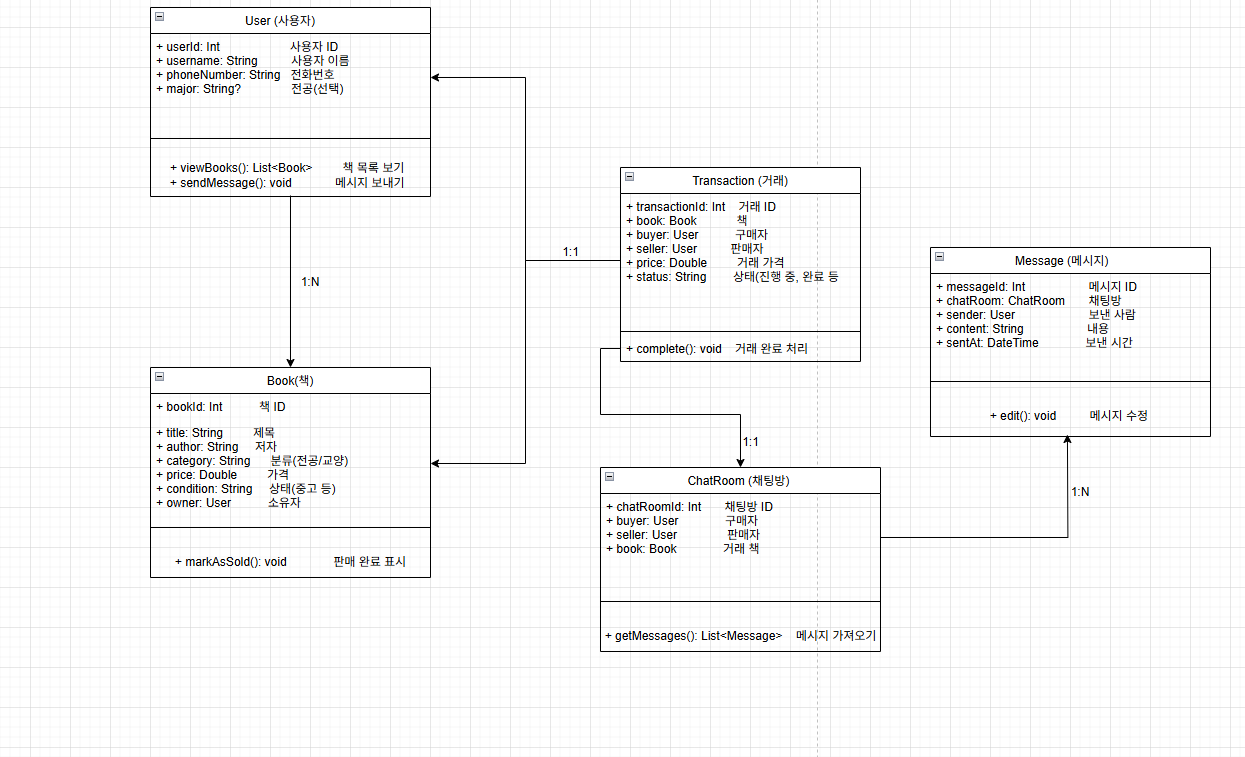 User (사용자)
+ userId: Int 사용자 ID
+ username: String 사용자 이름
+ phoneNumber: String 전화번호
+ major: String? 전공(선택)
+ viewBooks(): List<Book> 책 목록 보기
+ sendMessage(): void 메시지 보내기
1:N
Book(책)
+ bookId: Int 책 ID
+ title: String 제목
+ author: String 저자
+ category: String 분류(전공/교양)
+ price: Double 가격
+ condition: String 상태(중고 등)
+ owner: User 소유자
+ markAsSold(): void 판매 완료 표시
1:1
Transaction (거래)
+ transactionId: Int 거래 ID
+ book: Book 책
+ buyer: User 구매자
+ seller: User 판매자
+ price: Double 거래 가격
+ status: String 상태(진행 중, 완료 등
+ complete(): void 거래 완료 처리
1:1
ChatRoom (채팅방)
+ chatRoomId: Int 채팅방 ID
+ buyer: User 구매자
+ seller: User 판매자
+ book: Book 거래 책
+ getMessages(): List<Message> 메시지 가져오기
1:N
Message (메시지)
+ messageId: Int 메시지 ID
+ chatRoom: ChatRoom 채팅방
+ sender: User 보낸 사람
+ content: String 내용
+ sentAt: DateTime 보낸 시간
+ edit(): void 메시지 수정